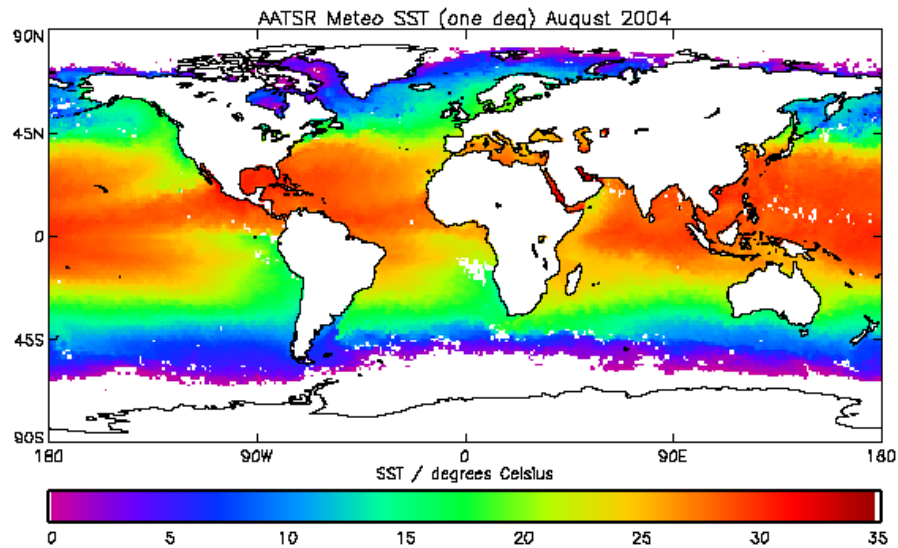 AATSR Meteo SST (one deq) August 2004
90N
45N
0
45S
90S
180 90W 0 90E 180
SST / degrees Celsius
0 5 10 15 20 25 30 35